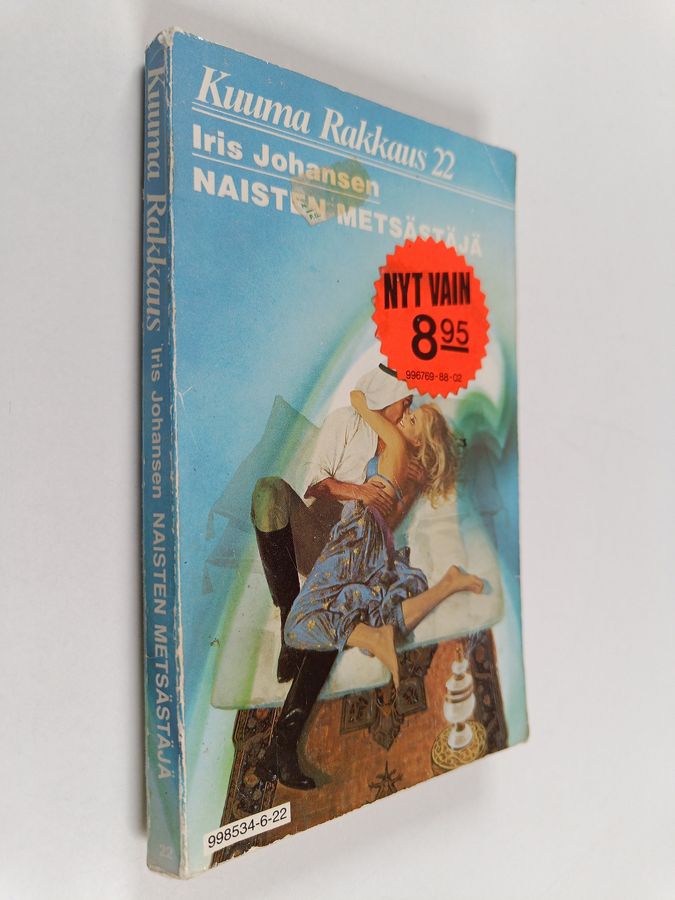 Kuuma Rakkaus 22
Iris Johansen
NAISTEN METSÄSTÄJÄ
NYT VAIN
8 95
996769-88-02
998534-6-22
Kuuma Rakkaus Iris Johansen NAISTEN METSÄSTÄJÄ
22